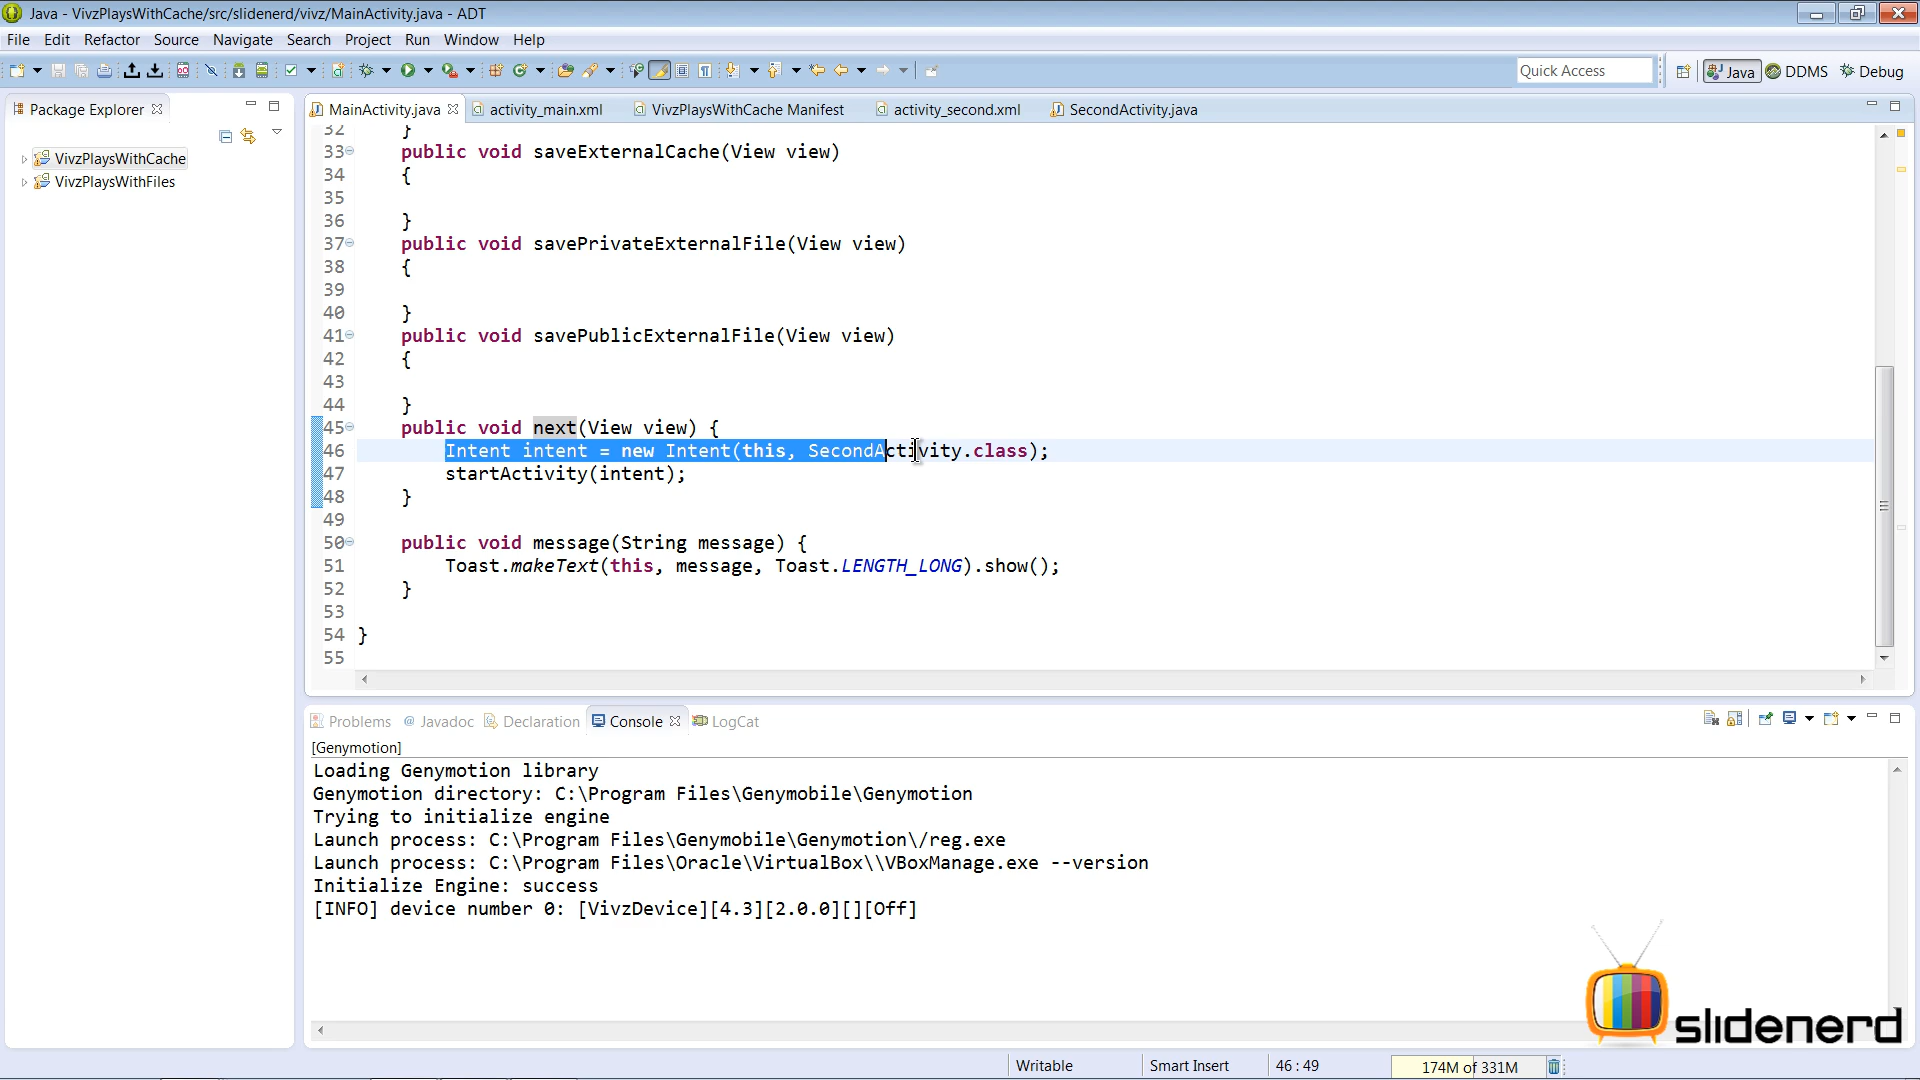 Java - VivzPlaysWithCache/src/slidenerd/vivz/MainActivity.java - ADT
File Edit Refactor Source Navigate Search Project Run Window Help
Quick Access Java DDMS Debug
Package Explorer
VivzPlaysWithCache
VivzPlaysWithFiles
MainActivity.java activity_main.xml VivzPlaysWithCache Manifest activity_second.xml SecondActivity.java
32 }
33 public void saveExternalCache(View view)
34 {
35
36 }
37 public void savePrivateExternalFile(View view)
38 {
39
40 }
41 public void savePublicExternalFile(View view)
42 {
43
44 }
45 public void next(View view) {
46 Intent intent = new Intent(this, SecondActivity.class);
47 startActivity(intent);
48 }
49
50 public void message(String message) {
51 Toast.makeText(this, message, Toast.LENGTH_LONG).show();
52 }
53
54 }
55
Problems @ Javadoc Declaration Console LogCat
[Genymotion]
Loading Genymotion library
Genymotion directory: C:\Program Files\Genymobile\Genymotion
Trying to initialize engine
Launch process: C:\Program Files\Genymobile\Genymotion\/reg.exe
Launch process: C:\Program Files\Oracle\VirtualBox\\VBoxManage.exe --version
Initialize Engine: success
[INFO] device number 0: [VivzDevice][4.3][2.0.0][][Off]
slidenerd
Writable Smart Insert 46 : 49 174M of 331M